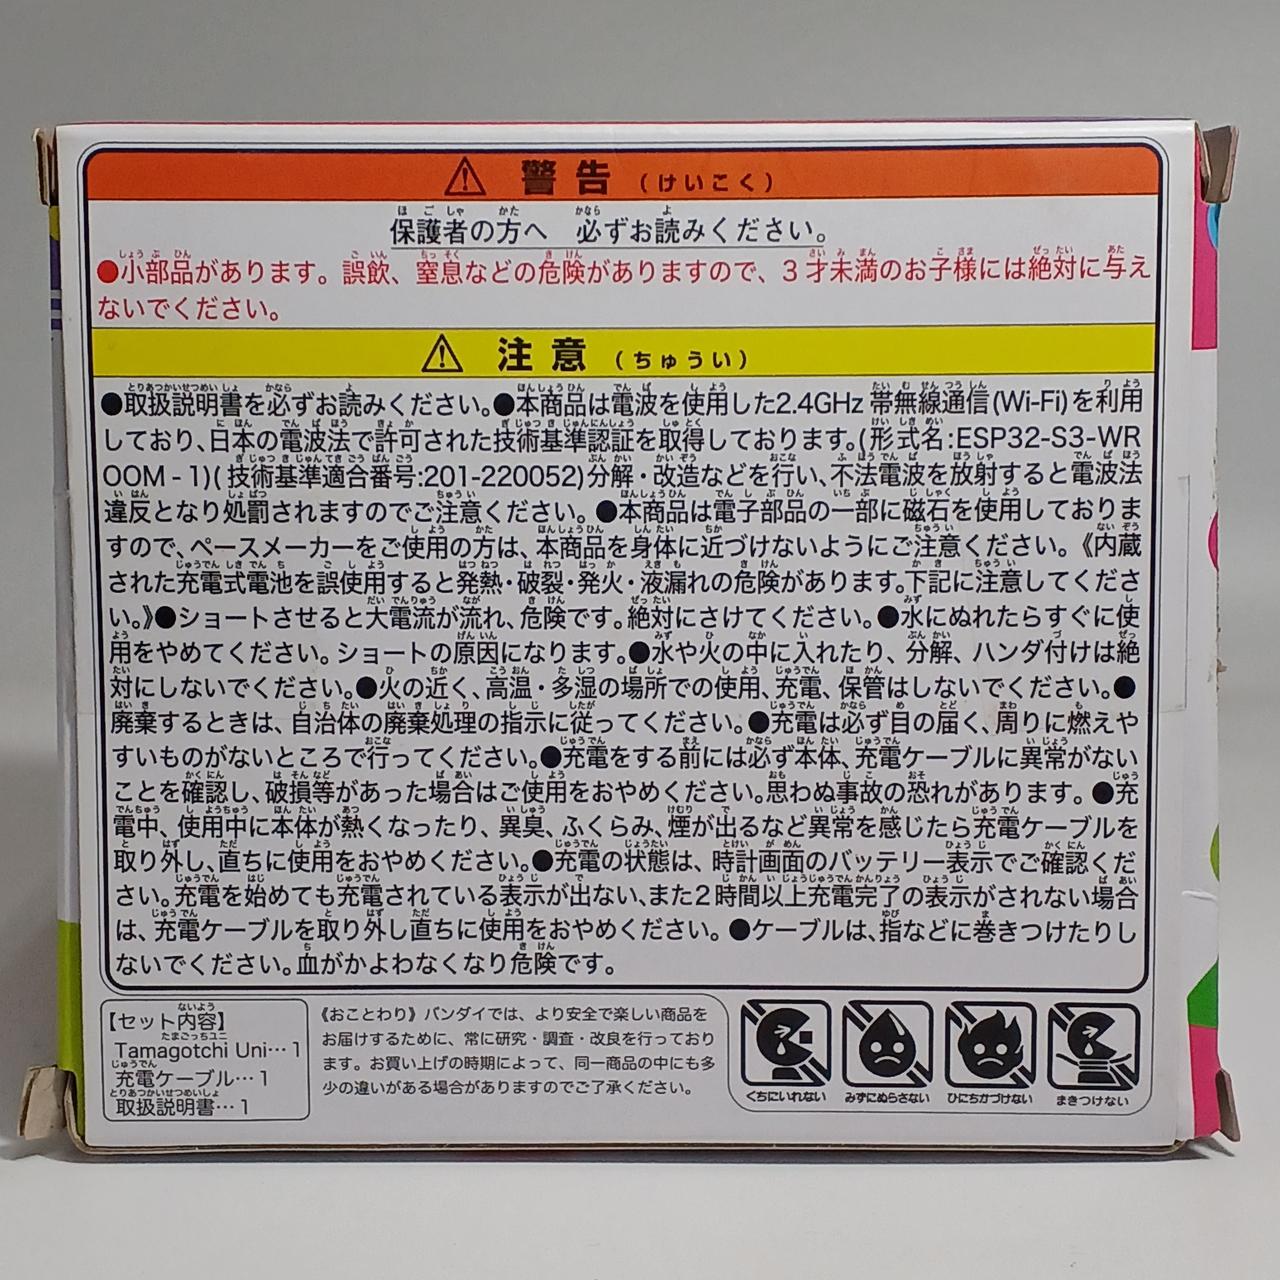 警告 (けいこく)
保護者の方へ 必ずお読みください。
●小部品があります。誤飲、窒息などの危険がありますので、3才未満のお子様には絶対に与え
ないでください。
注意 (ちゅうい)
●取扱説明書を必ずお読みください。●本商品は電波を使用した2.4GHz 帯無線通信(Wi-Fi)を利用
しており、日本の電波法で許可された技術基準認証を取得しております。(形式名:ESP32-S3-WR
OOM-1)(技術基準適合番号:201-220052)分解・改造などを行い、不法電波を放射すると電波法
違反となり処罰されますのでご注意ください。●本商品は電子部品の一部に磁石を使用しておりま
すので、ペースメーカーをご使用の方は、本商品を身体に近づけないようにご注意ください。《内蔵
された充電式電池を誤使用すると発熱・破裂・発火・液漏れの危険があります。下記に注意してくださ
い。》●ショートさせると大電流が流れ、危険です。絶対にさけてください。●水にぬれたらすぐに使
用をやめてください。ショートの原因になります。●水や火の中に入れたり、分解、ハンダ付けは絶
対にしないでください。●火の近く、高温・多湿の場所での使用、充電、保管はしないでください。●
廃棄するときは、自治体の廃棄処理の指示に従ってください。●充電は必ず目の届く、周りに燃えや
すいものがないところで行ってください。●充電をする前には必ず本体、充電ケーブルに異常がない
ことを確認し、破損等があった場合はご使用をおやめください。思わぬ事故の恐れがあります。●充
電中、使用中に本体が熱くなったり、異臭、ふくらみ、煙が出るなど異常を感じたら充電ケーブルを
取り外し、直ちに使用をおやめください。●充電の状態は、時計画面のバッテリー表示でご確認くだ
さい。充電を始めても充電されている表示が出ない、また2時間以上充電完了の表示がされない場合
は、充電ケーブルを取り外し直ちに使用をおやめください。●ケーブルは、指などに巻きつけたりし
ないでください。血がかよわなくなり危険です。
【セット内容】
Tamagotchi Uni…1
充電ケーブル…1
取扱説明書…1
《おことわり》バンダイでは、より安全で楽しい商品を
お届けするために、常に研究・調査・改良を行っており
ます。お買い上げの時期によって、同一商品の中にも多
少の違いがある場合がありますのでご了承ください。
くちにいれない みずにぬらさない ひにちかづけない まきつけない